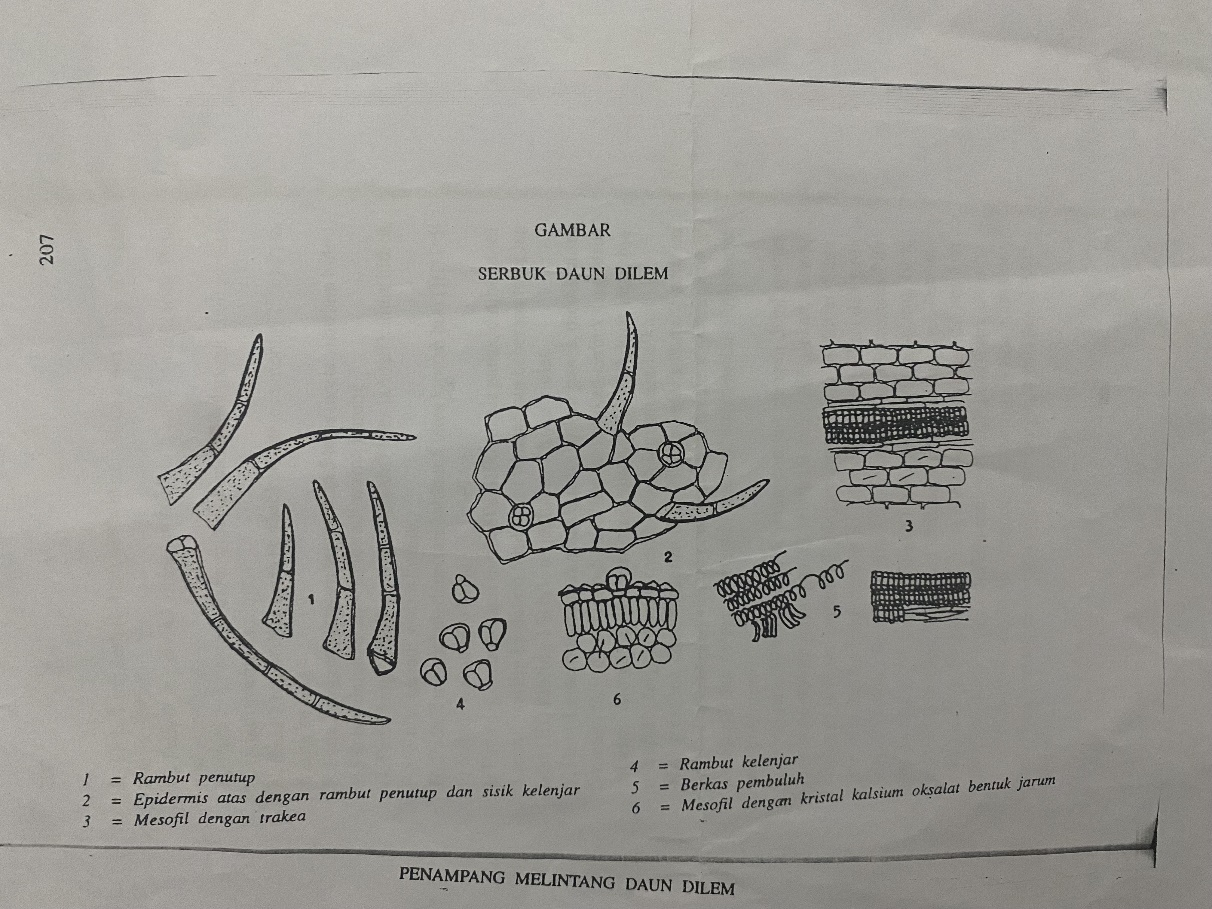 207
GAMBAR
SERBUK DAUN DILEM
1
2
3
4
5
6
1 = Rambut penutup
2 = Epidermis atas dengan rambut penutup dan sisik kelenjar
3 = Mesofil dengan trakea
4 = Rambut kelenjar
5 = Berkas pembuluh
6 = Mesofil dengan kristal kalsium oksalat bentuk jarum
PENAMPANG MELINTANG DAUN DILEM